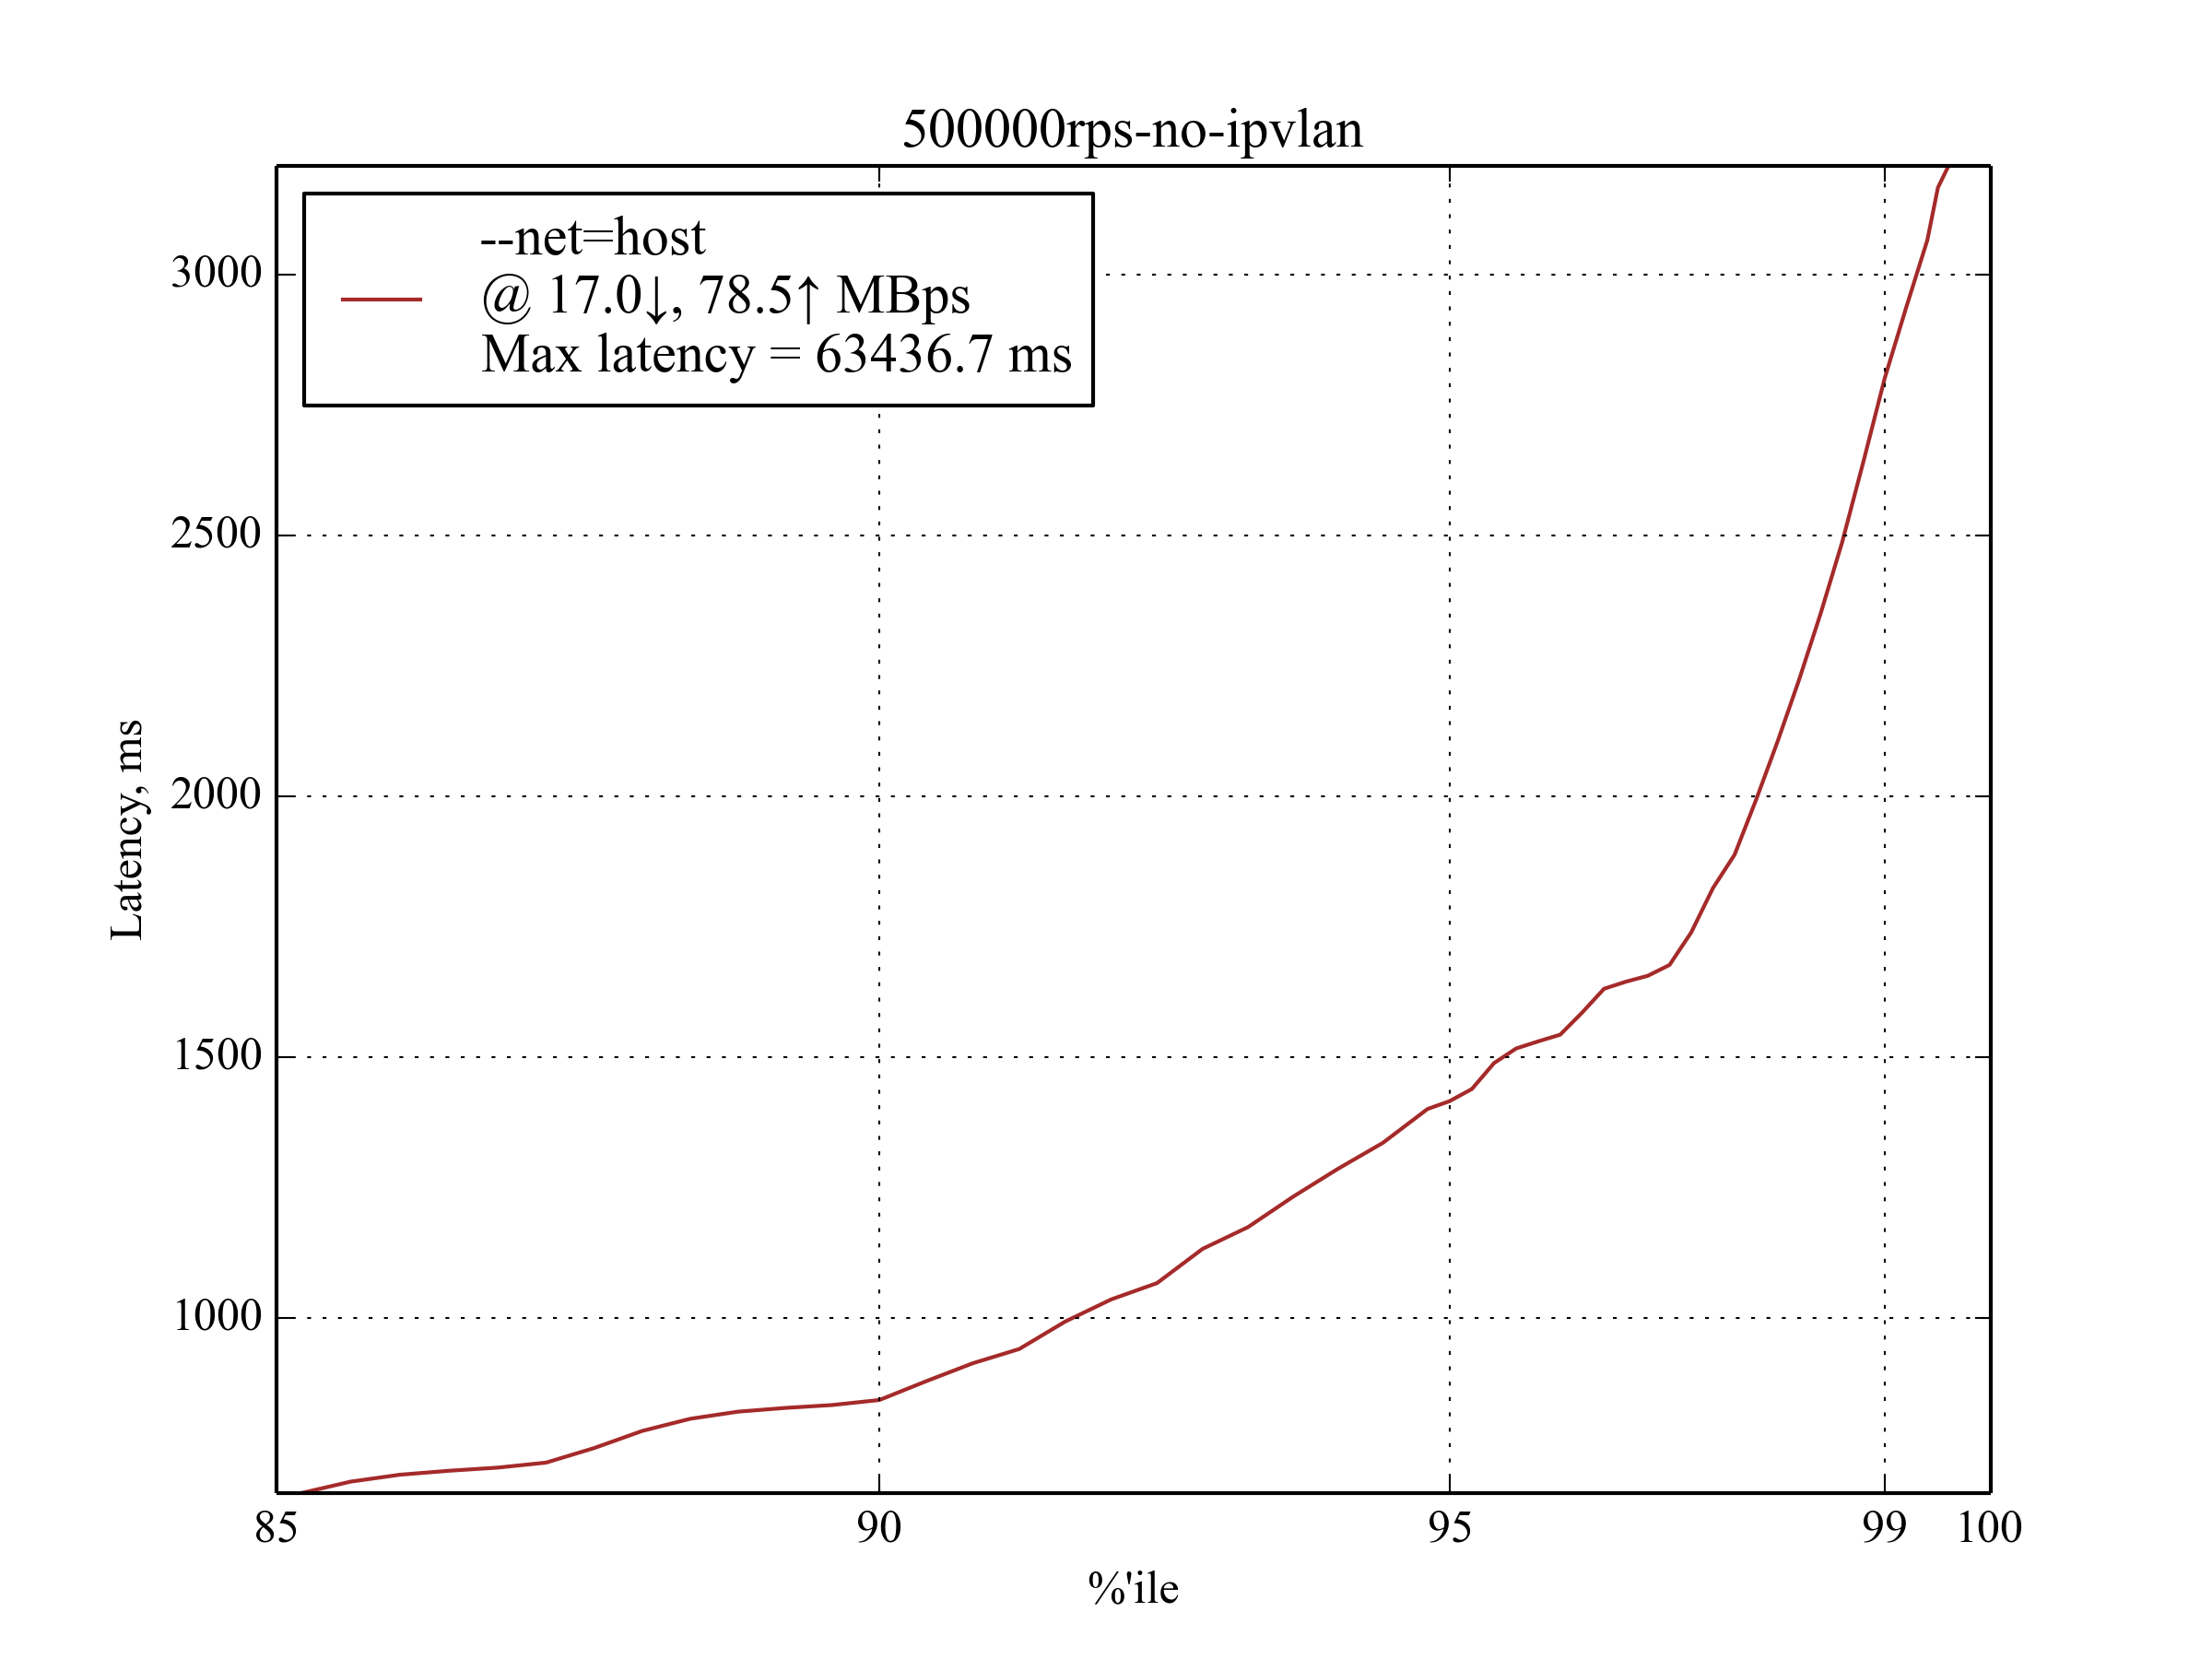 500000rps-no-ipvlan
--net=host
@ 17.0↓, 78.5↑ MBps
Max latency = 63436.7 ms
3000
2500
2000
1500
1000
Latency, ms
85 90 95 99 100
%'ile